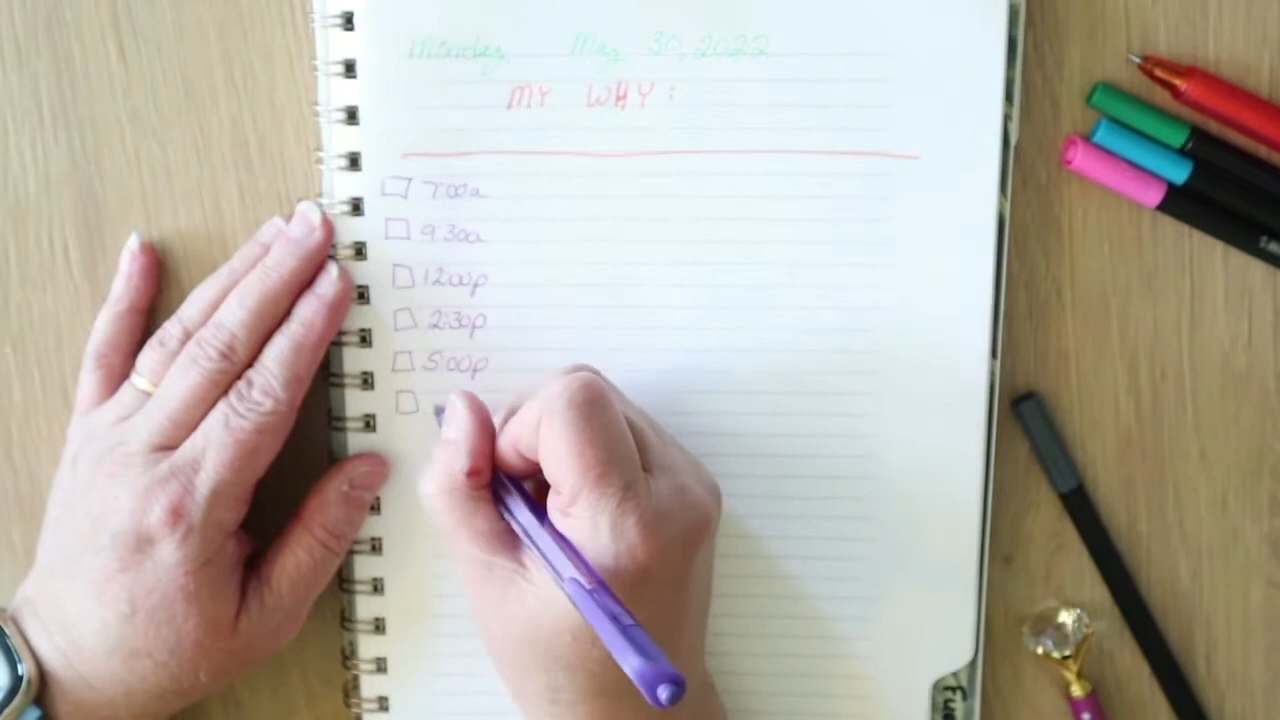 Monday May 30, 2022
MY WHY:
7:00a
9:30a
12:00p
2:30p
5:00p